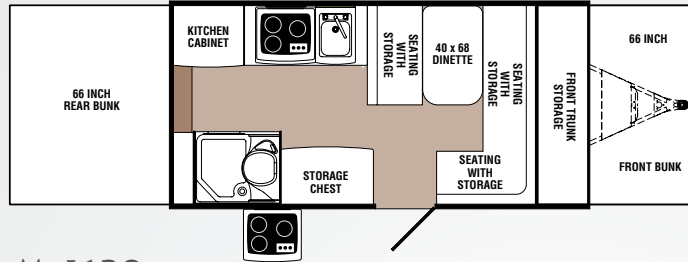 KITCHEN
CABINET
SEATING
WITH
STORAGE
40 x 68
DINETTE
SEATING
WITH
STORAGE
FRONT TRUNK
STORAGE
66 INCH
66 INCH
REAR BUNK
STORAGE
CHEST
SEATING
WITH
STORAGE
FRONT BUNK